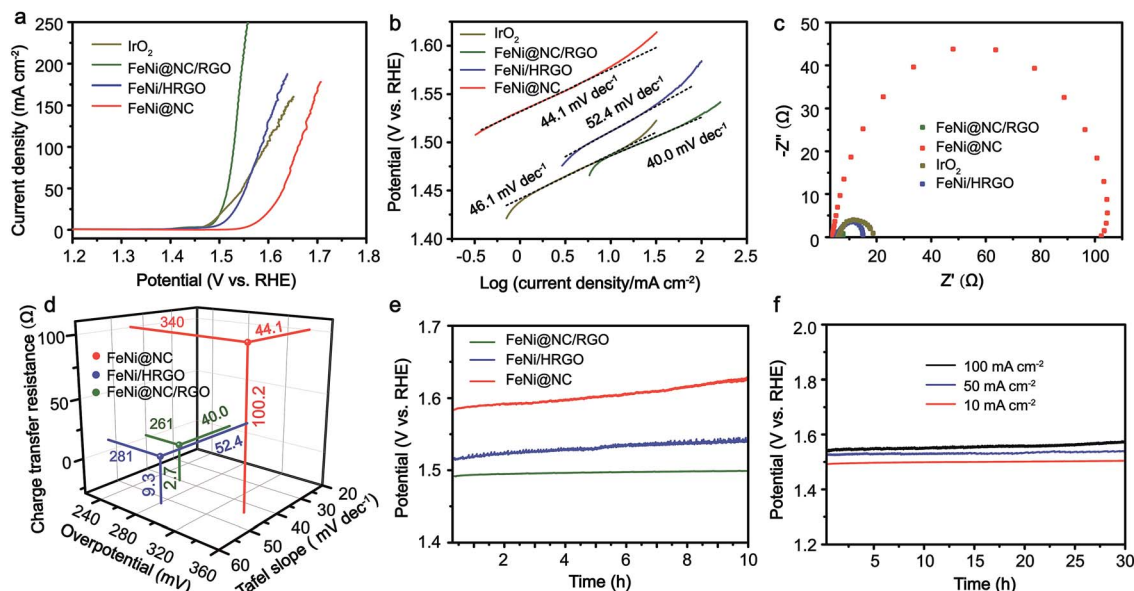 a
Current density (mA cm⁻²)
250
200
150
100
50
0
IrO₂
FeNi@NC/RGO
FeNi/HRGO
FeNi@NC
1.2 1.3 1.4 1.5 1.6 1.7 1.8
Potential (V vs. RHE)
b
Potential (V vs. RHE)
1.60
1.55
1.50
1.45
1.40
IrO₂
FeNi@NC/RGO
FeNi/HRGO
FeNi@NC
44.1 mV dec⁻¹
52.4 mV dec⁻¹
46.1 mV dec⁻¹
40.0 mV dec⁻¹
-0.5 0.0 0.5 1.0 1.5 2.0 2.5
Log (current density/mA cm⁻²)
c
-Z'' (Ω)
50
40
30
20
10
0
FeNi@NC/RGO
FeNi@NC
IrO₂
FeNi/HRGO
20 40 60 80 100
Z' (Ω)
d
Charge transfer resistance (Ω)
100
50
0
FeNi@NC
FeNi/HRGO
FeNi@NC/RGO
340
44.1
100.2
261
40.0
2.7
281
52.4
9.3
240 280 320 360
Overpotential (mV)
60 50 40 30 20
Tafel slope ( mV dec⁻¹)
e
Potential (V vs. RHE)
1.7
1.6
1.5
1.4
FeNi@NC/RGO
FeNi/HRGO
FeNi@NC
2 4 6 8 10
Time (h)
f
Potential (V vs. RHE)
2.0
1.8
1.6
1.4
1.2
100 mA cm⁻²
50 mA cm⁻²
10 mA cm⁻²
5 10 15 20 25 30
Time (h)